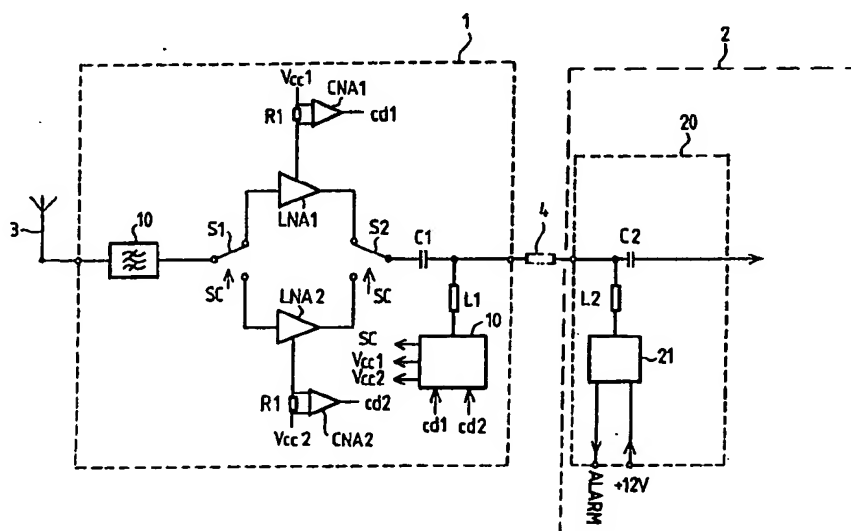 1
2
Vcc1
CNA1
R1
cd1
20
3
10
S1
LNA1
S2
C1
4
C2
SC
SC
LNA2
L1
10
L2
SC
Vcc1
Vcc2
21
R1
cd2
Vcc2
CNA2
cd1
cd2
ALARM
+12V